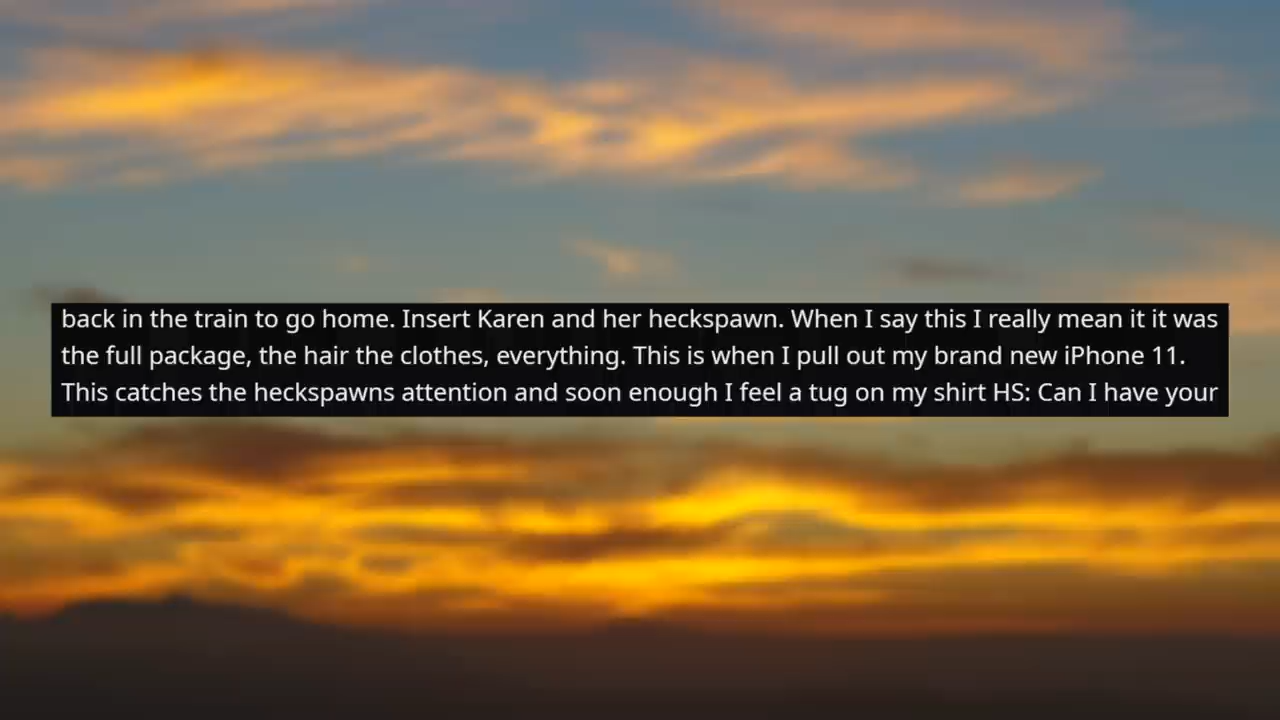 back in the train to go home. Insert Karen and her heckspawn. When I say this I really mean it it was
the full package, the hair the clothes, everything. This is when I pull out my brand new iPhone 11.
This catches the heckspawns attention and soon enough I feel a tug on my shirt HS: Can I have your